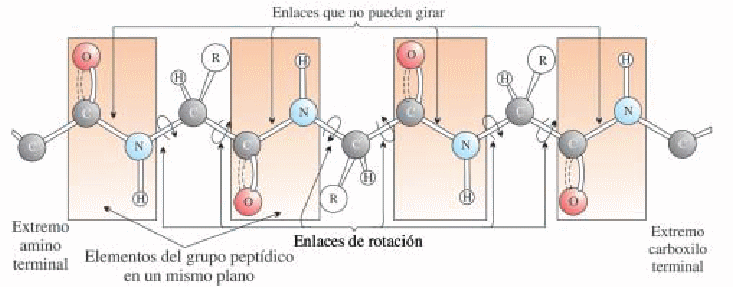 Enlaces que no pueden girar
O
H
R
H
O
H
R
O
H
C
C
N
C
C
N
C
C
N
C
C
N
C
H
O
R
H
H
O
Extremo
amino
terminal
Elementos del grupo peptídico
en un mismo plano
Enlaces de rotación
Extremo
carboxilo
terminal